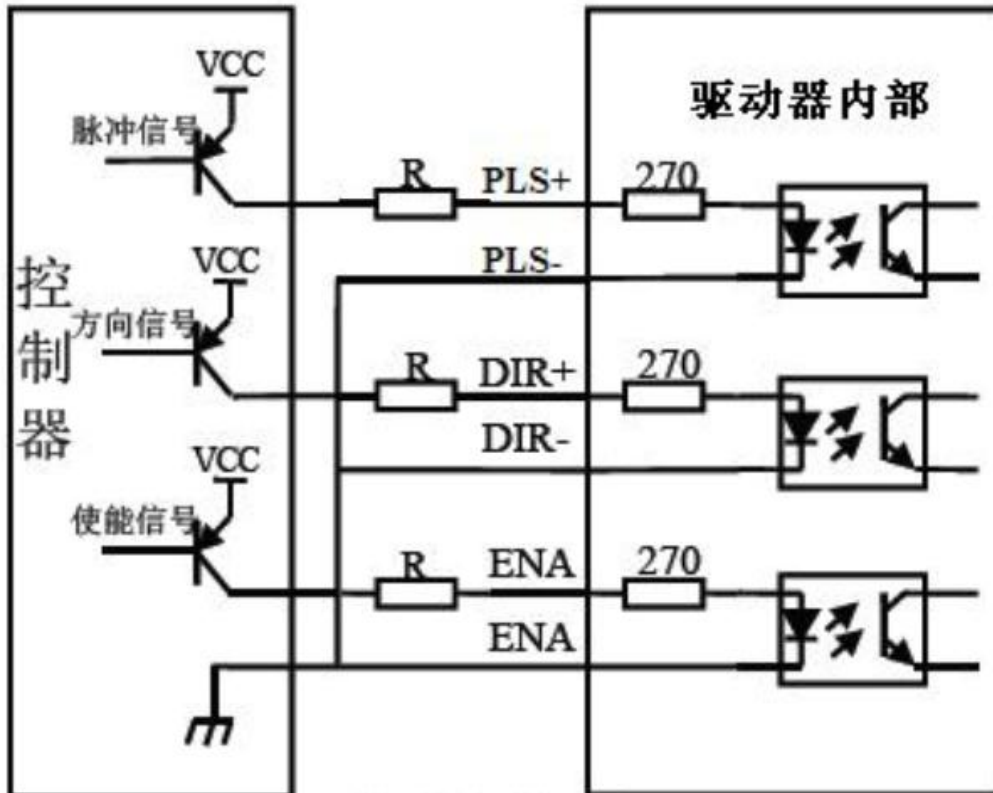 控制器
驱动器内部
VCC
脉冲信号
R
PLS+
270
PLS-
VCC
方向信号
R
DIR+
270
DIR-
VCC
使能信号
R
ENA
270
ENA